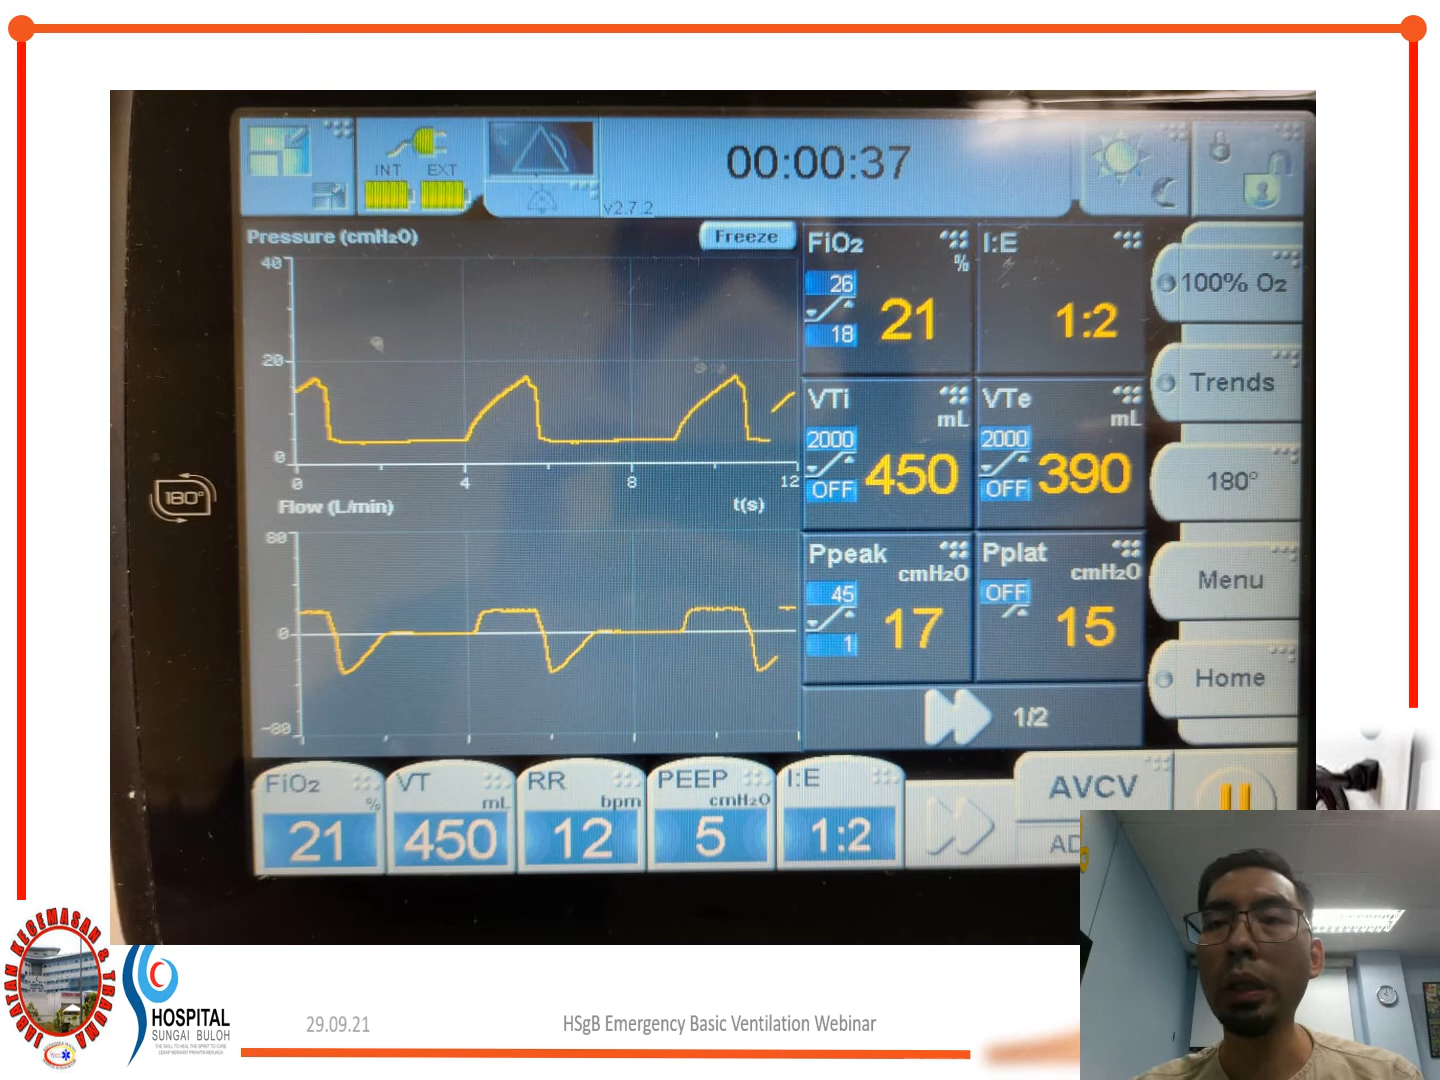 INT EXT
v2.7.2
00:00:37
Pressure (cmH2O)
Freeze
40
20
0
0 4 8 12
Flow (L/min)
t(s)
80
0
-80
FiO2
%
26
18
21
I:E
1:2
VTi
mL
2000
OFF
450
VTe
mL
2000
OFF
390
Ppeak
cmH2O
45
1
17
Pplat
cmH2O
OFF
15
1/2
100% O2
Trends
180°
Menu
Home
180°
FiO2
%
21
VT
mL
450
RR
bpm
12
PEEP
cmH2O
5
I:E
1:2
AVCV
JABATAN KECEMASAN & TRAUMA
HOSPITAL
SUNGAI BULOH
29.09.21
HSgB Emergency Basic Ventilation Webinar